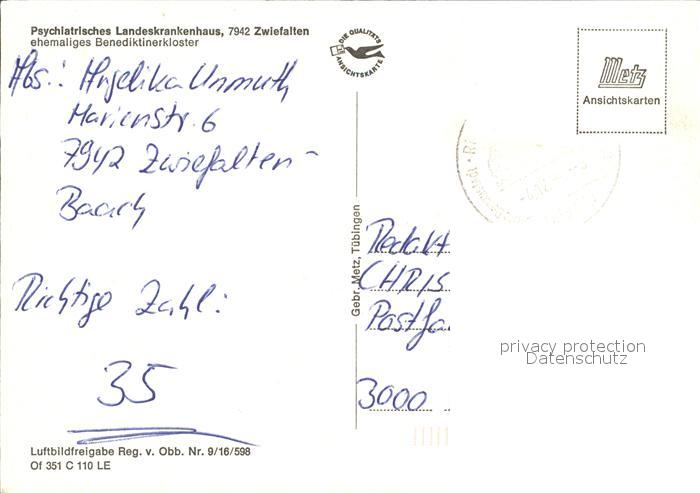 Psychiatrisches Landeskrankenhaus, 7942 Zwiefalten
ehemaliges Benediktinerkloster
DIE QUALITÄTS
ANSICHTSKARTE
Metz
Ansichtskarten
Abs.: Angelika Unmuth
Marienstr. 6
7942 Zwiefalten-
Baach
Richtige Zahl:
35
Gebr. Metz, Tübingen
Redakt
CHRIS
Postfa
3000
privacy protection
Datenschutz
Luftbildfreigabe Reg. v. Obb. Nr. 9/16/598
Of 351 C 110 LE